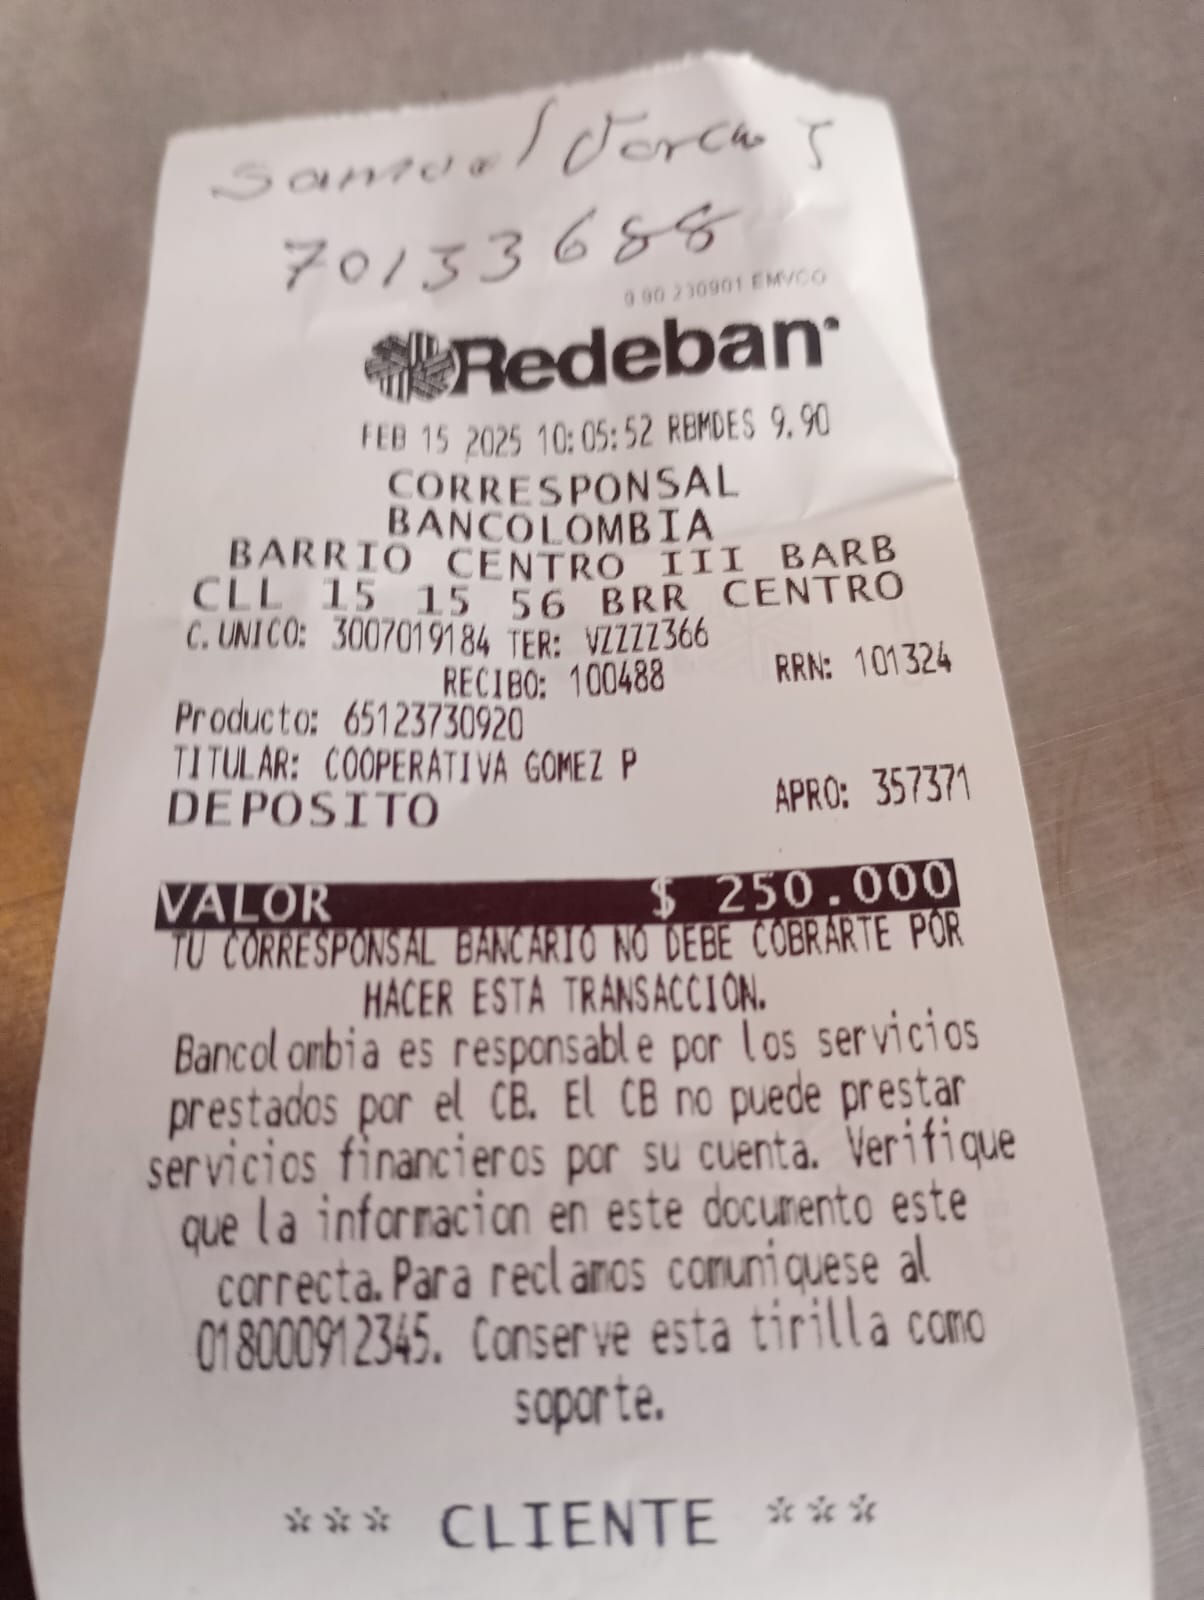 Samuel
70133688
9.90 230901 EMVCO
Redeban
FEB 15 2025 10:05:52 RBMDES 9.90
CORRESPONSAL
BANCOLOMBIA
BARRIO CENTRO III BARB
CLL 15 15 56 BRR CENTRO
C. UNICO: 3007019184 TER: VZZZZ366
RECIBO: 100488 RRN: 101324
Producto: 65123730920
TITULAR: COOPERATIVA GOMEZ P
DEPOSITO APRO: 357371
VALOR $ 250.000
TU CORRESPONSAL BANCARIO NO DEBE COBRARTE POR
HACER ESTA TRANSACCION.
Bancolombia es responsable por los servicios
prestados por el CB. El CB no puede prestar
servicios financieros por su cuenta. Verifique
que la informacion en este documento este
correcta. Para reclamos comuniquese al
018000912345. Conserve esta tirilla como
soporte.
*** CLIENTE ***